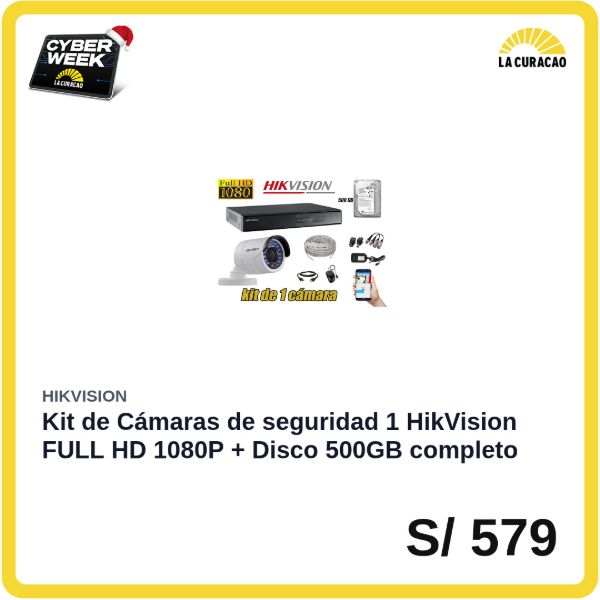 CYBER
WEEK
LA CURACAO
LA CURACAO
Full HD
1080
HIKVISION
500 GB
kit de 1 cámara
HIKVISION
Kit de Cámaras de seguridad 1 HikVision
FULL HD 1080P + Disco 500GB completo
S/ 579